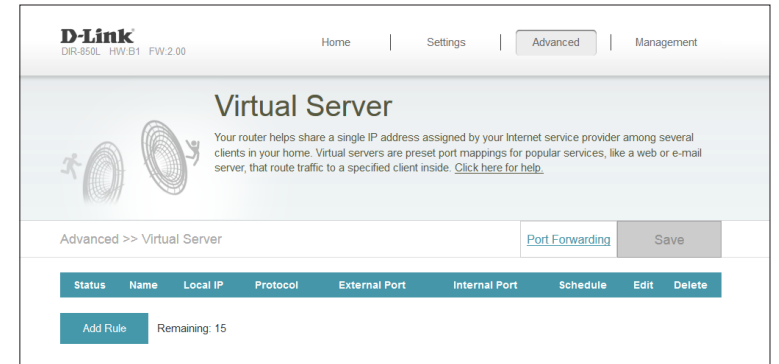 D-Link
DIR-850L HW:B1 FW:2.00
Home Settings Advanced Management
Virtual Server
Your router helps share a single IP address assigned by your Internet service provider among several
clients in your home. Virtual servers are preset port mappings for popular services, like a web or e-mail
server, that route traffic to a specified client inside. Click here for help.
Advanced >> Virtual Server
Port Forwarding
Save
Status Name Local IP Protocol External Port Internal Port Schedule Edit Delete
Add Rule Remaining: 15